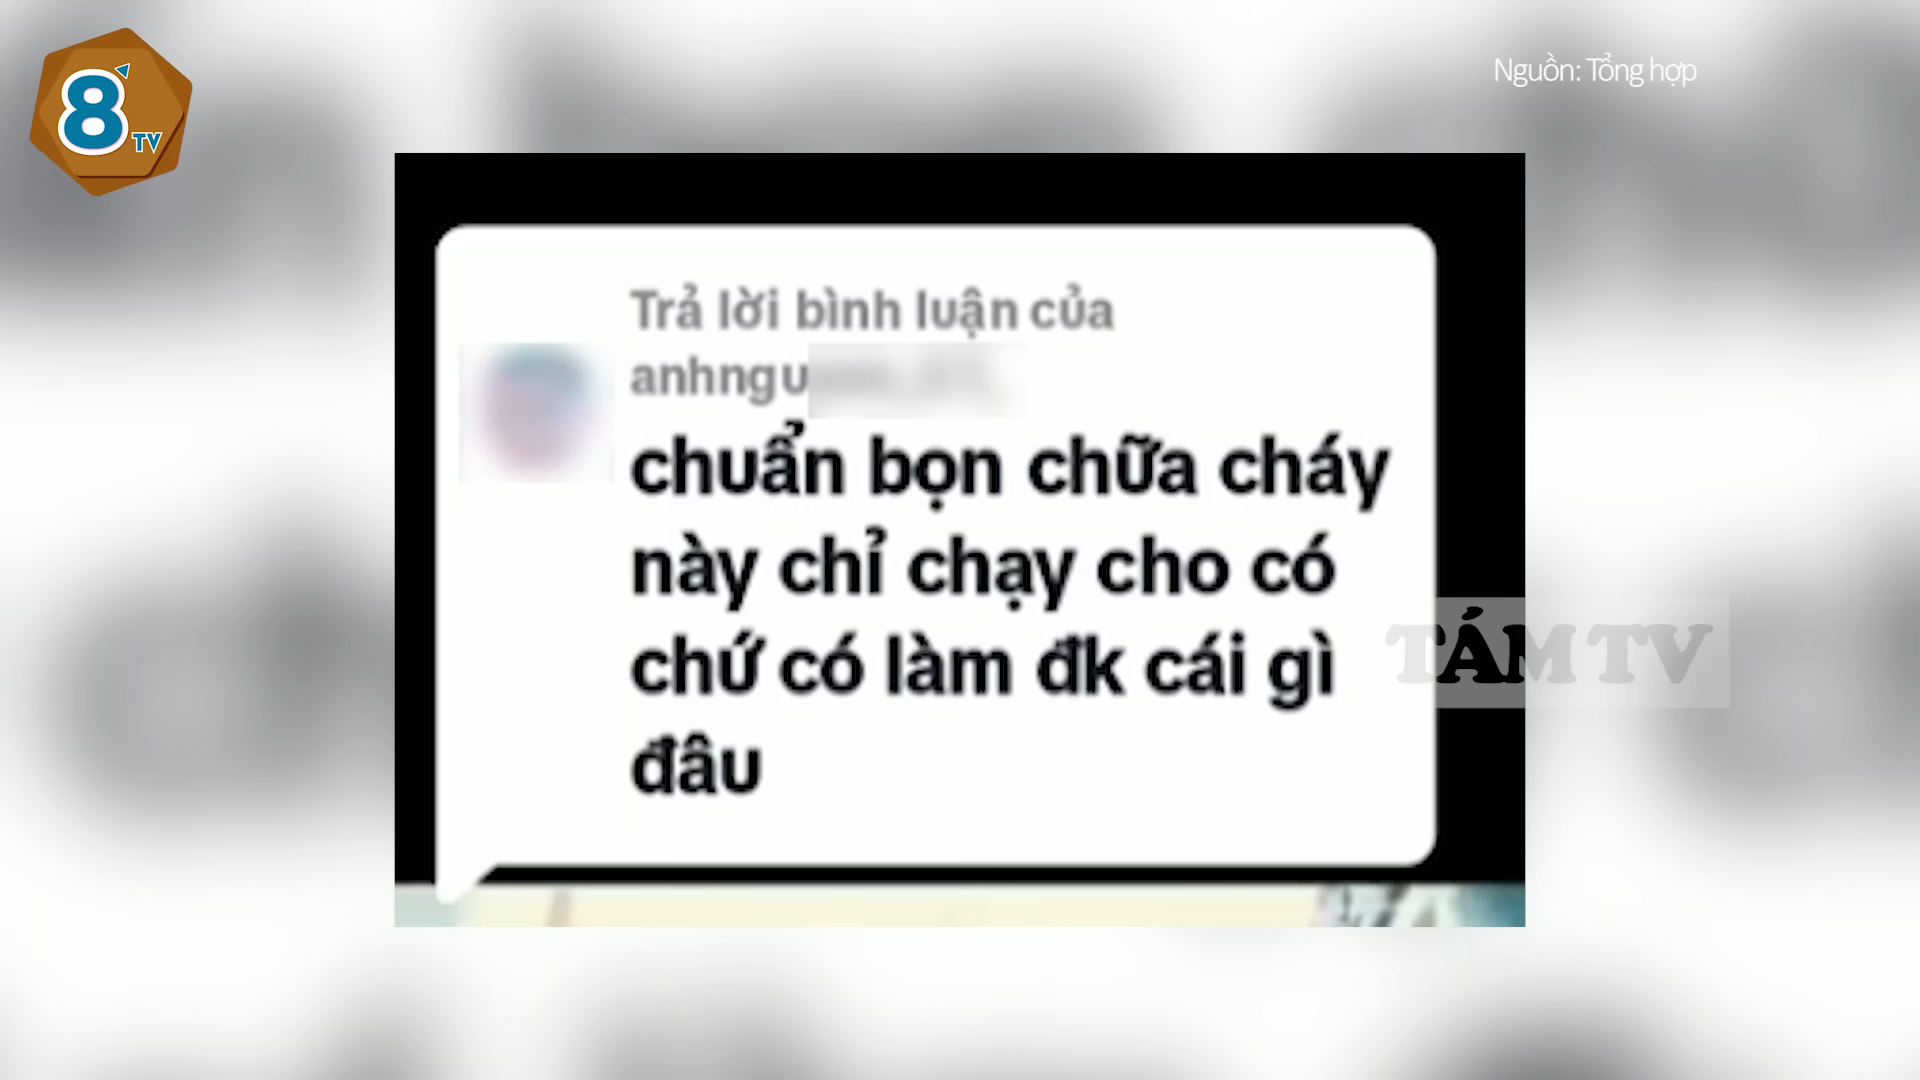 8
TV
Nguồn: Tổng hợp
Trả lời bình luận của
anhngu
chuẩn bọn chữa cháy
này chỉ chạy cho có
chứ có làm đk cái gì
đâu
TÁM TV